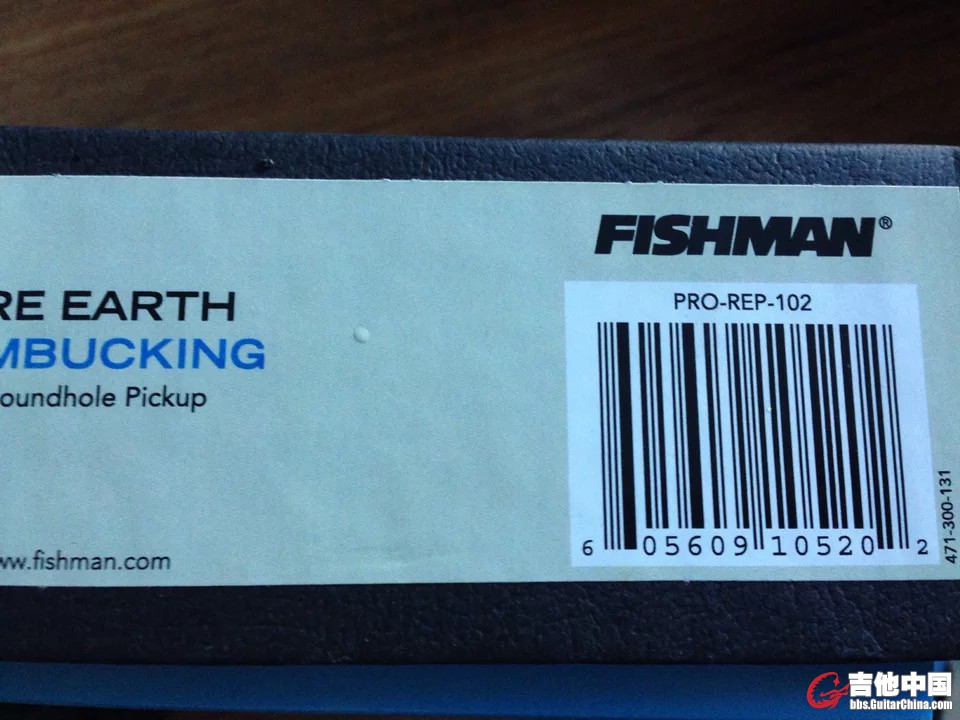 FISHMAN®
RE EARTH
MBUCKING
oundhole Pickup
ww.fishman.com
PRO-REP-102
6 05609 10520 2
471-300-131
吉他中国
bbs.GuitarChina.com